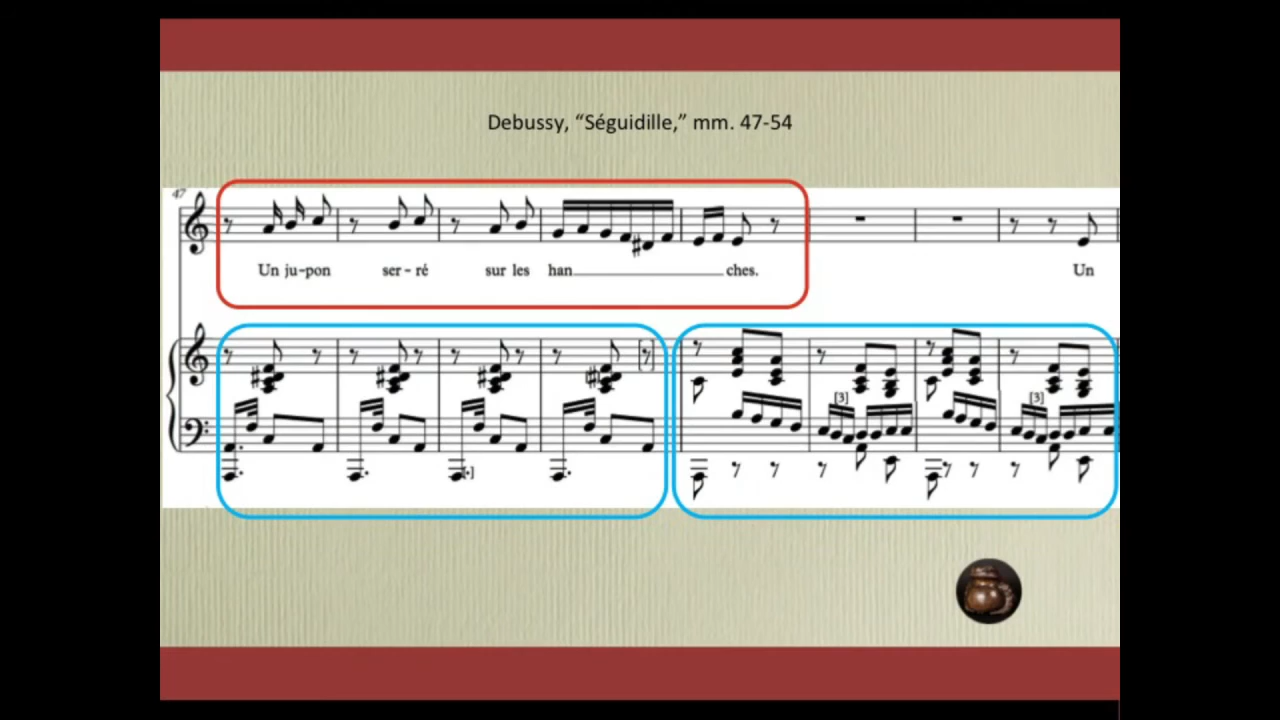 Debussy, “Séguidille,” mm. 47-54
47
Un ju-pon ser-ré sur les han ches. Un
[3] [3]